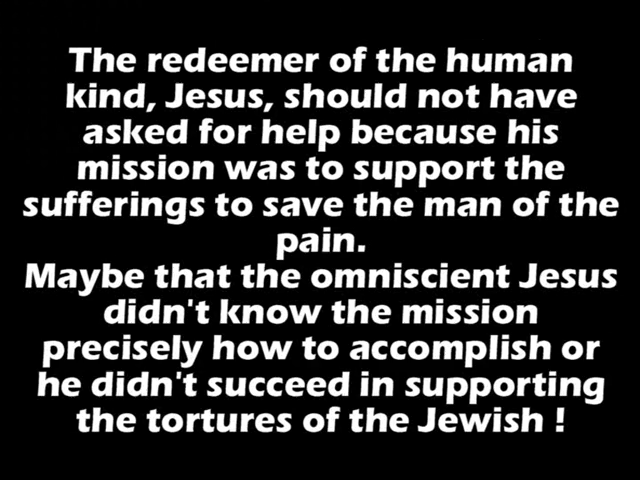 The redeemer of the human
kind, Jesus, should not have
asked for help because his
mission was to support the
sufferings to save the man of the
pain.
Maybe that the omniscient Jesus
didn't know the mission
precisely how to accomplish or
he didn't succeed in supporting
the tortures of the Jewish !